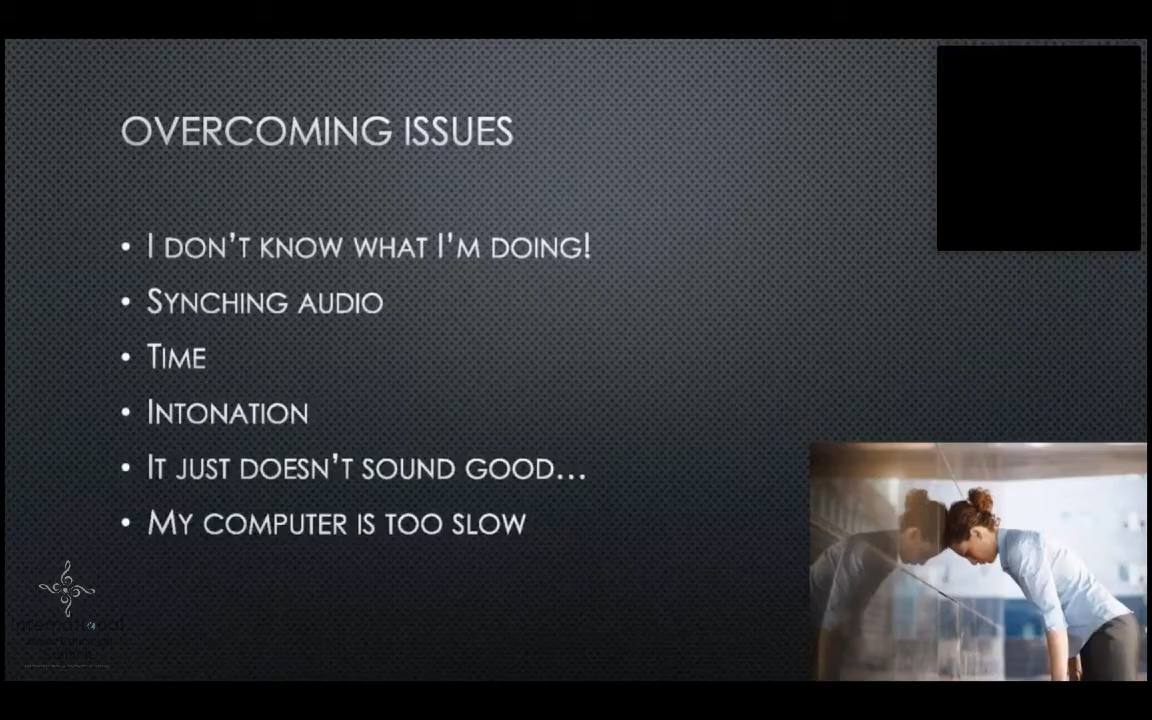 OVERCOMING ISSUES
• I DON'T KNOW WHAT I'M DOING!
• SYNCHING AUDIO
• TIME
• INTONATION
• IT JUST DOESN'T SOUND GOOD...
• MY COMPUTER IS TOO SLOW
International